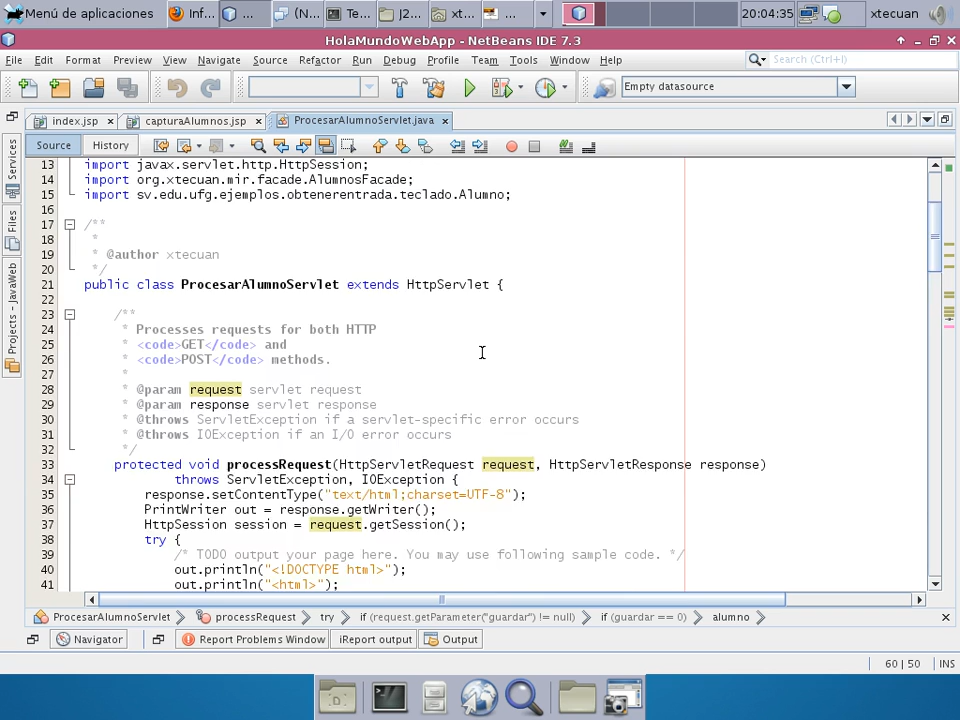 Menú de aplicaciones
Inf...
...
(N...
Te...
J2...
xt...
...
20:04:35
xtecuan
HolaMundoWebApp - NetBeans IDE 7.3
File Edit Format Preview View Navigate Source Refactor Run Debug Profile Team Tools Window Help
Search (Ctrl+I)
Empty datasource
index.jsp
capturaAlumnos.jsp
ProcesarAlumnoServlet.java
Source
History
Services
Files
Projects - JavaWeb
13 import javax.servlet.http.HttpSession;
14 import org.xtecuan.mir.facade.AlumnosFacade;
15 import sv.edu.ufg.ejemplos.obtenerentrada.teclado.Alumno;
16
17 /**
18 *
19 * @author xtecuan
20 */
21 public class ProcesarAlumnoServlet extends HttpServlet {
22
23 /**
24 * Processes requests for both HTTP
25 * <code>GET</code> and
26 * <code>POST</code> methods.
27 *
28 * @param request servlet request
29 * @param response servlet response
30 * @throws ServletException if a servlet-specific error occurs
31 * @throws IOException if an I/O error occurs
32 */
33 protected void processRequest(HttpServletRequest request, HttpServletResponse response)
34 throws ServletException, IOException {
35 response.setContentType("text/html;charset=UTF-8");
36 PrintWriter out = response.getWriter();
37 HttpSession session = request.getSession();
38 try {
39 /* TODO output your page here. You may use following sample code. */
40 out.println("<!DOCTYPE html>");
41 out.println("<html>");
ProcesarAlumnoServlet
processRequest
try
if (request.getParameter("guardar") != null)
if (guardar == 0)
alumno
Navigator
Report Problems Window
iReport output
Output
60 | 50 INS